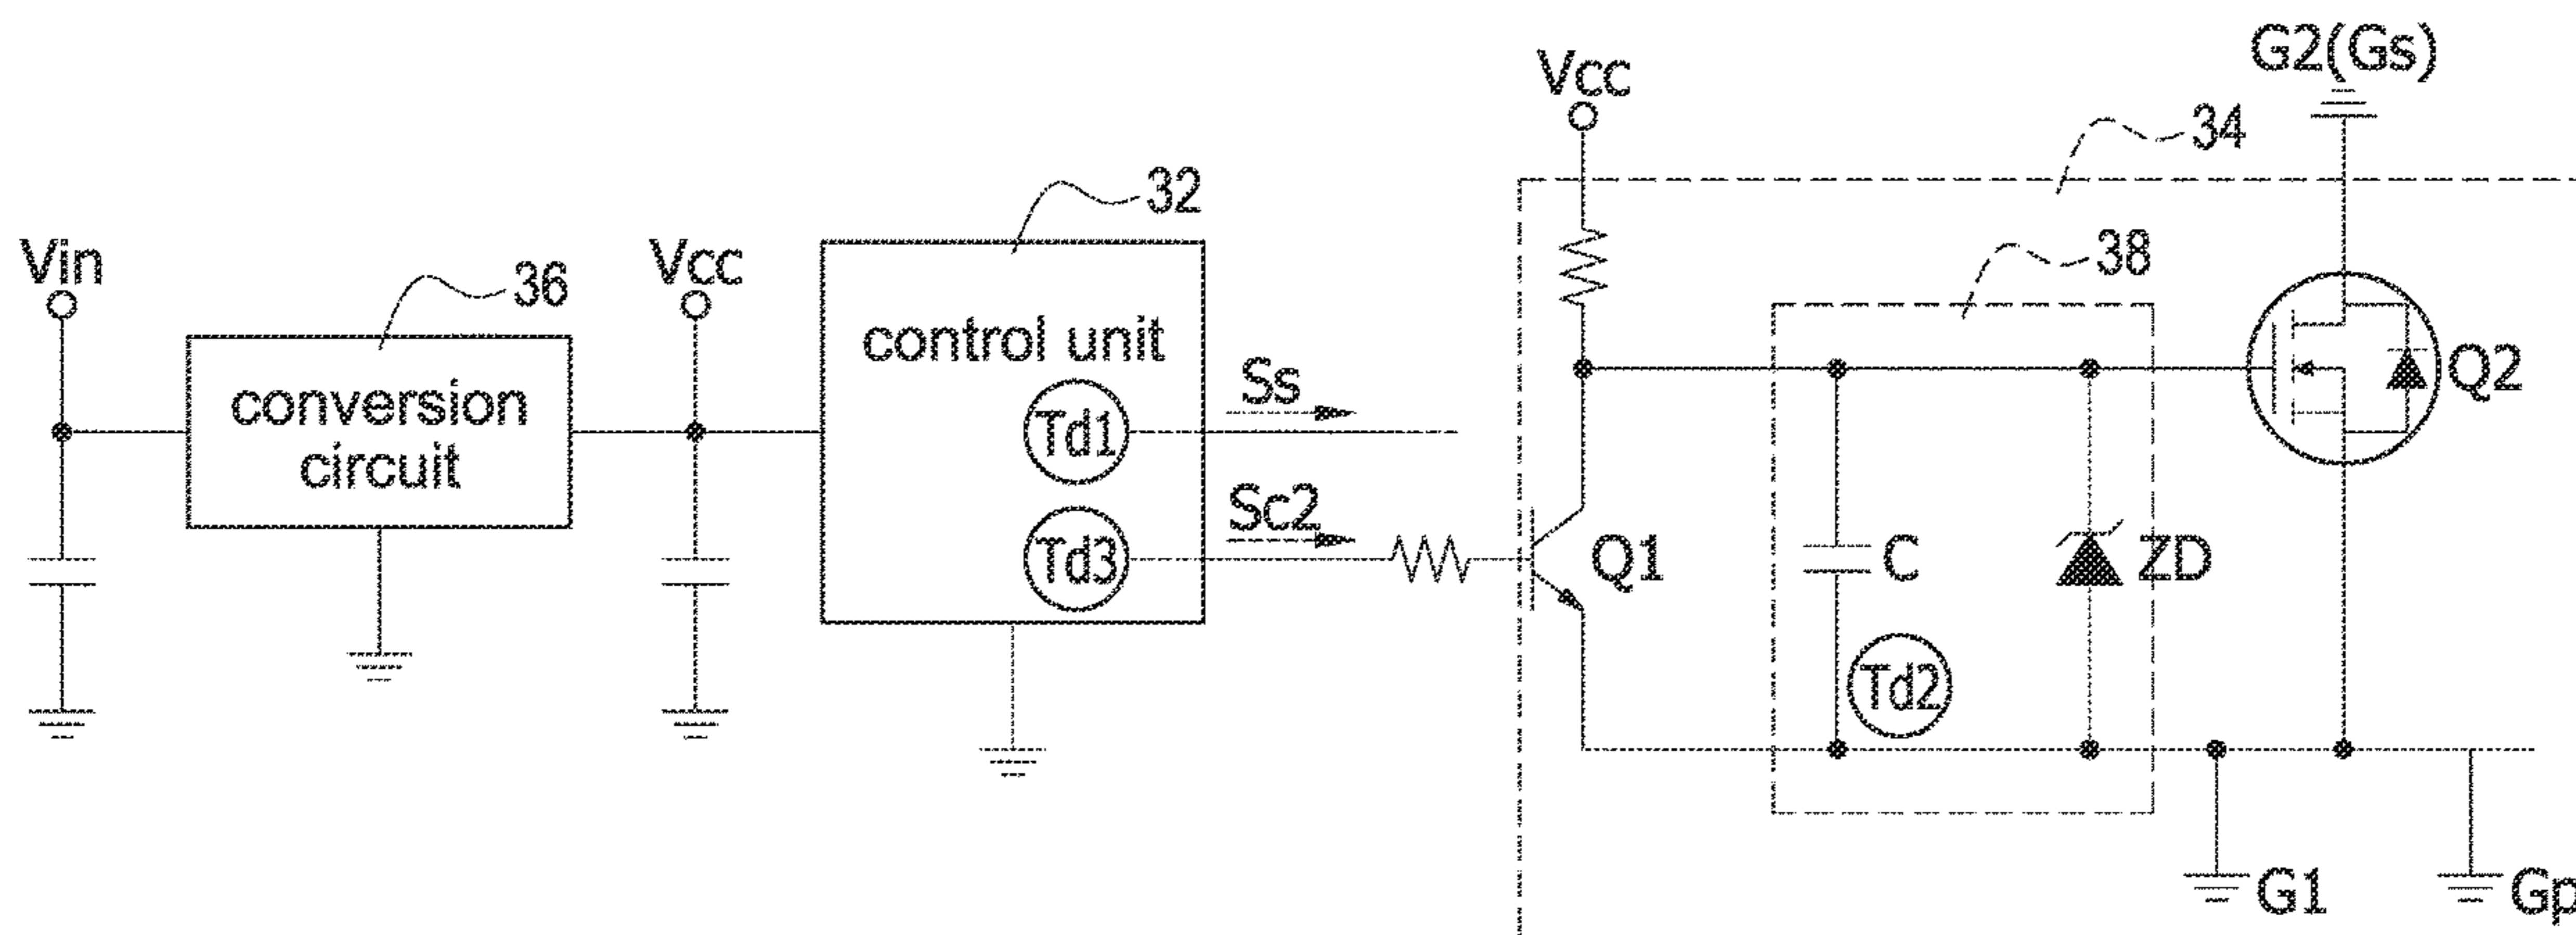 G2(Gs)
Vcc
34
32
38
Vin
36
Vcc
control unit
conversion
circuit
Ss
Td1
Q2
Sc2
Td3
Q1
C
ZD
Td2
G1
Gp